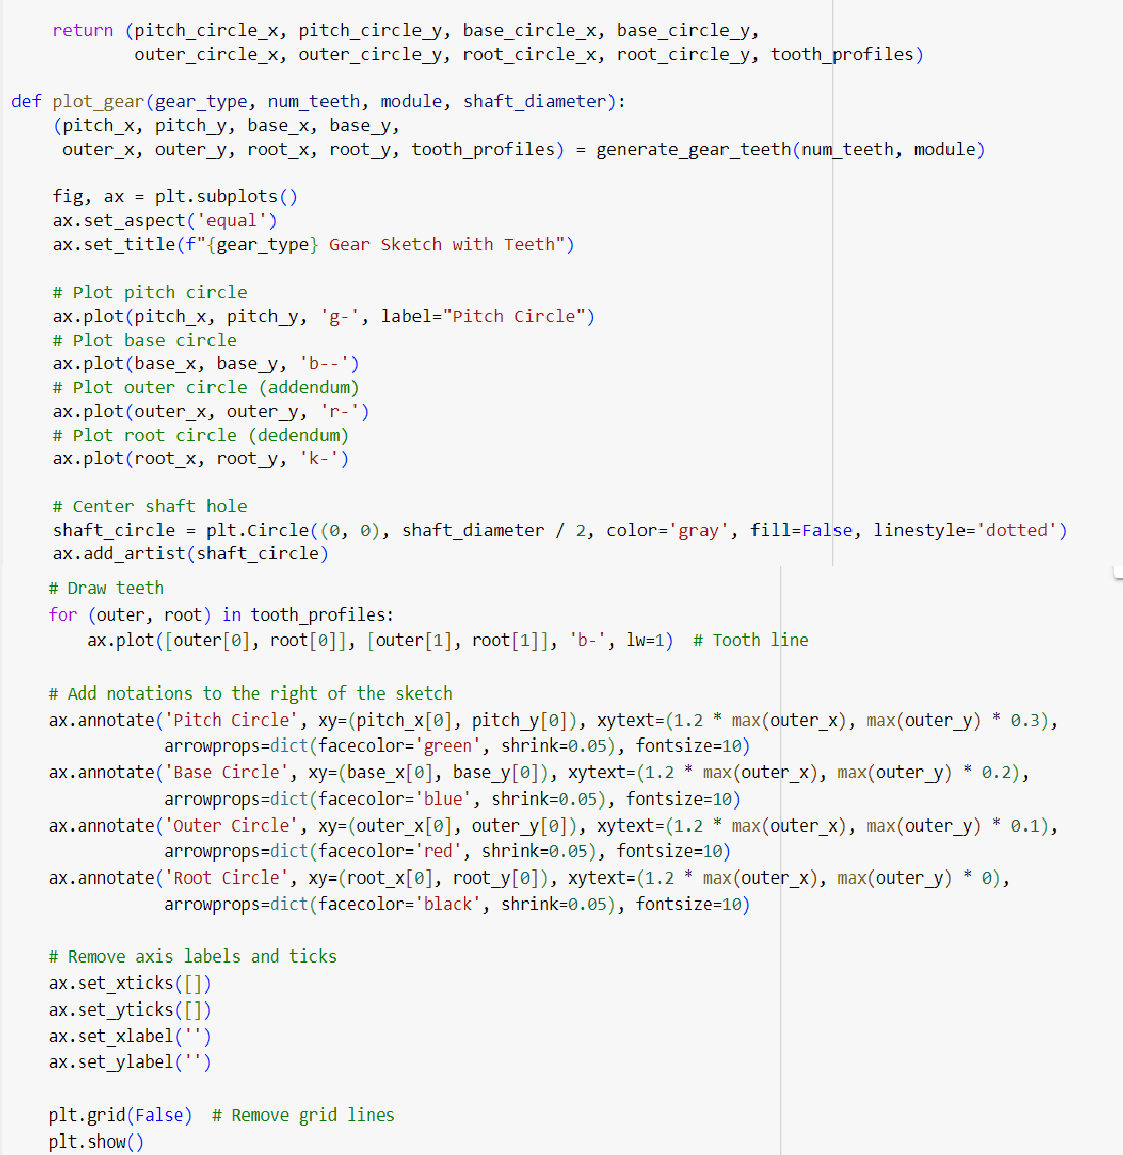 return (pitch_circle_x, pitch_circle_y, base_circle_x, base_circle_y,
outer_circle_x, outer_circle_y, root_circle_x, root_circle_y, tooth_profiles)
def plot_gear(gear_type, num_teeth, module, shaft_diameter):
(pitch_x, pitch_y, base_x, base_y,
outer_x, outer_y, root_x, root_y, tooth_profiles) = generate_gear_teeth(num_teeth, module)
fig, ax = plt.subplots()
ax.set_aspect('equal')
ax.set_title(f"{gear_type} Gear Sketch with Teeth")
# Plot pitch circle
ax.plot(pitch_x, pitch_y, 'g-', label="Pitch Circle")
# Plot base circle
ax.plot(base_x, base_y, 'b--')
# Plot outer circle (addendum)
ax.plot(outer_x, outer_y, 'r-')
# Plot root circle (dedendum)
ax.plot(root_x, root_y, 'k-')
# Center shaft hole
shaft_circle = plt.Circle((0, 0), shaft_diameter / 2, color='gray', fill=False, linestyle='dotted')
ax.add_artist(shaft_circle)
# Draw teeth
for (outer, root) in tooth_profiles:
ax.plot([outer[0], root[0]], [outer[1], root[1]], 'b-', lw=1)  # Tooth line
# Add notations to the right of the sketch
ax.annotate('Pitch Circle', xy=(pitch_x[0], pitch_y[0]), xytext=(1.2 * max(outer_x), max(outer_y) * 0.3),
arrowprops=dict(facecolor='green', shrink=0.05), fontsize=10)
ax.annotate('Base Circle', xy=(base_x[0], base_y[0]), xytext=(1.2 * max(outer_x), max(outer_y) * 0.2),
arrowprops=dict(facecolor='blue', shrink=0.05), fontsize=10)
ax.annotate('Outer Circle', xy=(outer_x[0], outer_y[0]), xytext=(1.2 * max(outer_x), max(outer_y) * 0.1),
arrowprops=dict(facecolor='red', shrink=0.05), fontsize=10)
ax.annotate('Root Circle', xy=(root_x[0], root_y[0]), xytext=(1.2 * max(outer_x), max(outer_y) * 0),
arrowprops=dict(facecolor='black', shrink=0.05), fontsize=10)
# Remove axis labels and ticks
ax.set_xticks([])
ax.set_yticks([])
ax.set_xlabel('')
ax.set_ylabel('')
plt.grid(False)  # Remove grid lines
plt.show()